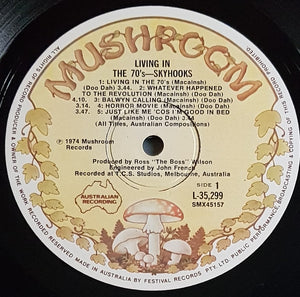 MUSHROOM
LIVING IN
THE 70's—SKYHOOKS
1: LIVING IN THE 70's (Macainsh)
(Doo Dah) 3.44. 2: WHATEVER HAPPENED
TO THE REVOLUTION (Macainsh) (Doo Dah)
4.10. 3: BALWYN CALLING (Macainsh) (Doo Dah)
3.14. 4: HORROR MOVIE (Macainsh) (Doo Dah)
3.47. 5: JUST LIKE ME 'COS I MOOD IN BED
(Macainsh) (Doo Dah) 3.44
(All Titles, Australian Compositions)
℗ 1974 Mushroom
Records
Produced by Ross "The Boss" Wilson
Engineered by John French
Recorded at T.C.S. Studios, Melbourne, Australia
AUSTRALIAN
RECORDING
SIDE 1
L-35,299
SMX45157
ALL RIGHTS OF RECORD PRODUCER & OWNER OF THE WORK RECORDED RESERVED. MADE IN AUSTRALIA BY FESTIVAL RECORDS PTY. LTD. PUBLIC PERFORMANCE, BROADCASTING & DUBBING OF THIS RECORD PROHIBITED.